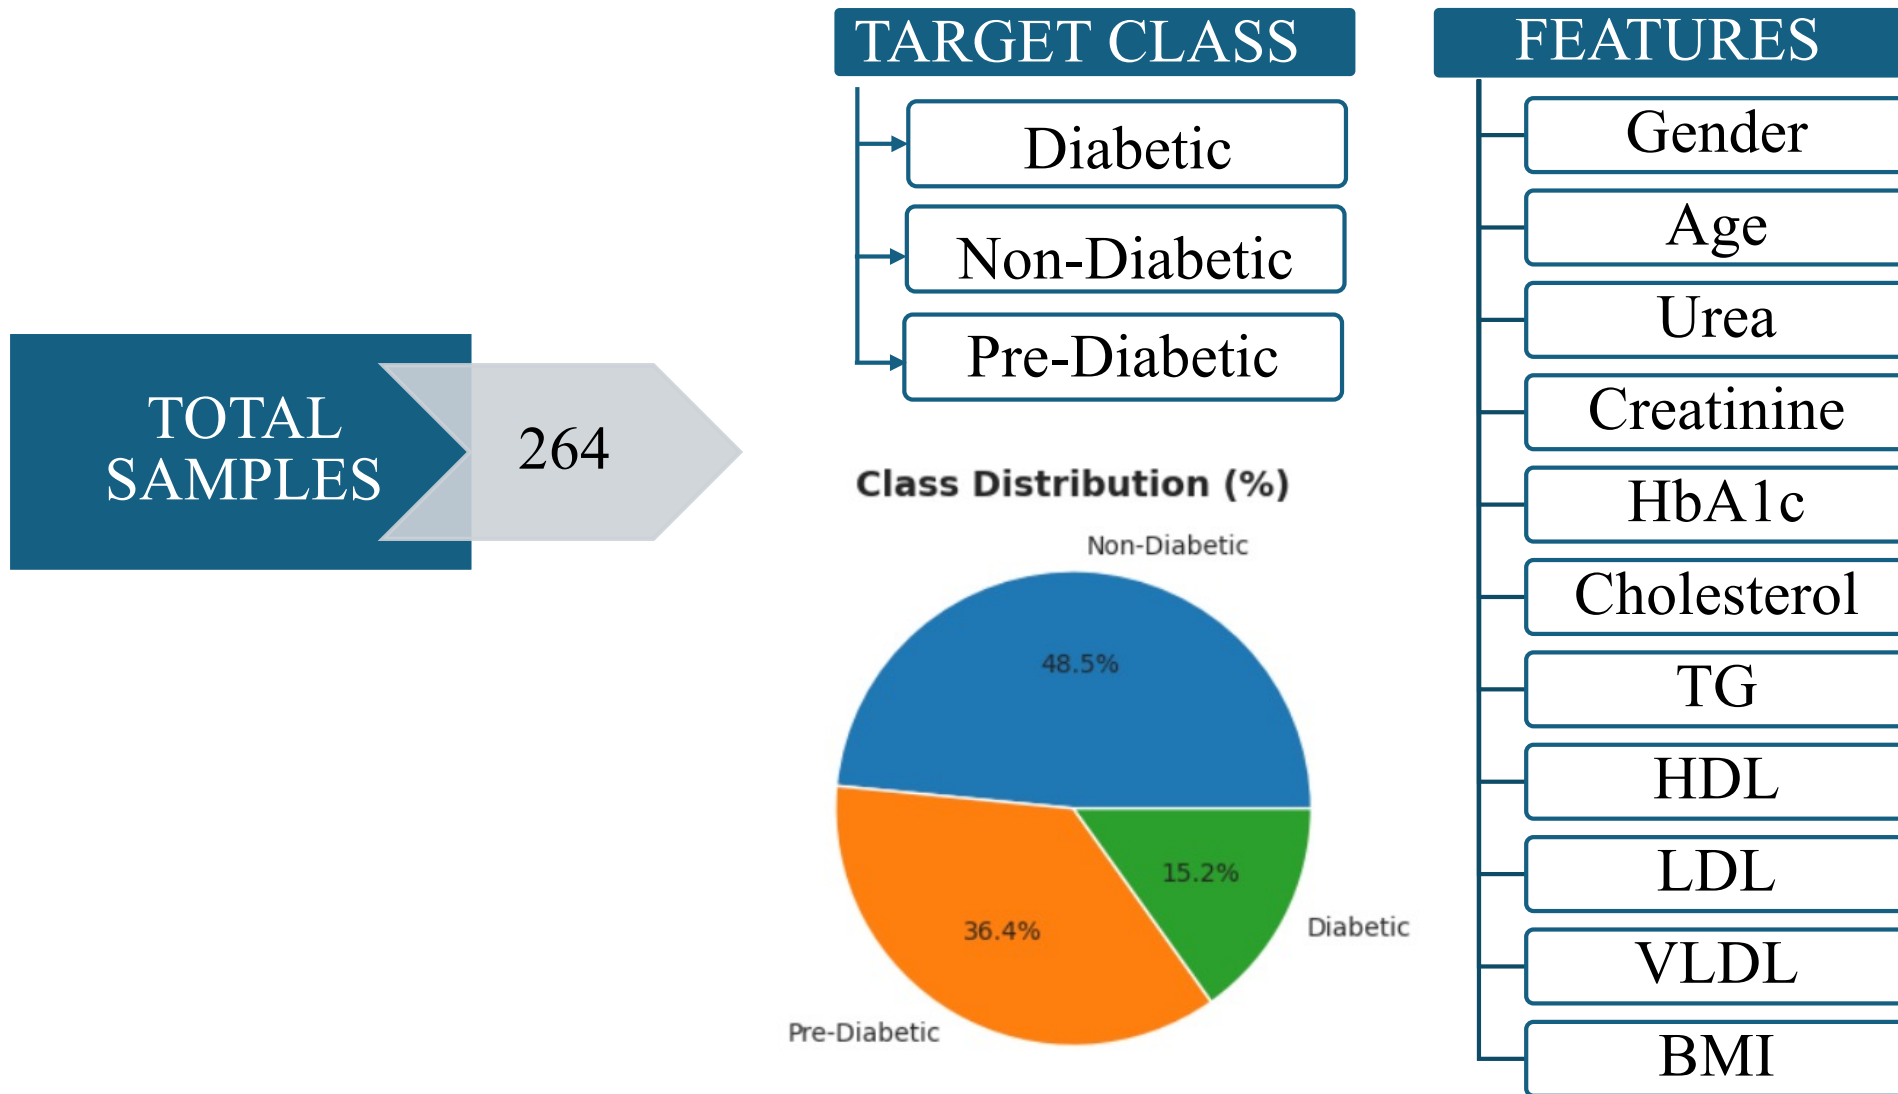 TOTAL
SAMPLES
264
TARGET CLASS
Diabetic
Non-Diabetic
Pre-Diabetic
Class Distribution (%)
Non-Diabetic
48.5%
36.4%
15.2%
Diabetic
Pre-Diabetic
FEATURES
Gender
Age
Urea
Creatinine
HbA1c
Cholesterol
TG
HDL
LDL
VLDL
BMI